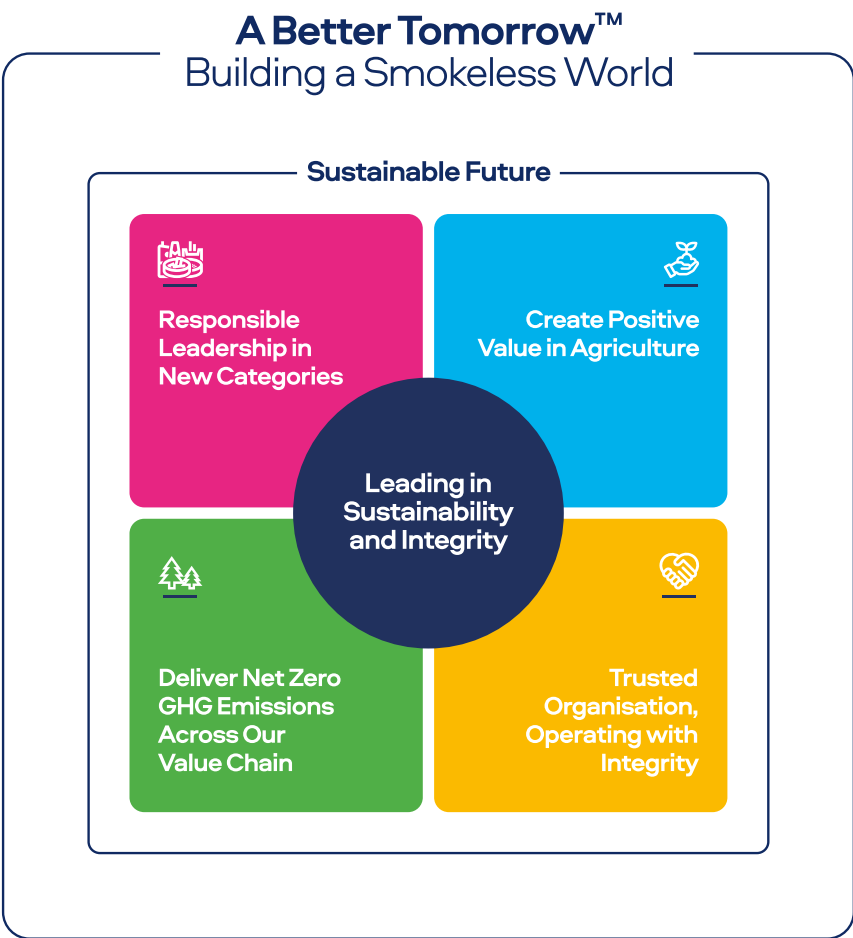 A Better Tomorrow™
Building a Smokeless World
Sustainable Future
Responsible
Leadership in
New Categories
Create Positive
Value in Agriculture
Leading in
Sustainability
and Integrity
Deliver Net Zero
GHG Emissions
Across Our
Value Chain
Trusted
Organisation,
Operating with
Integrity